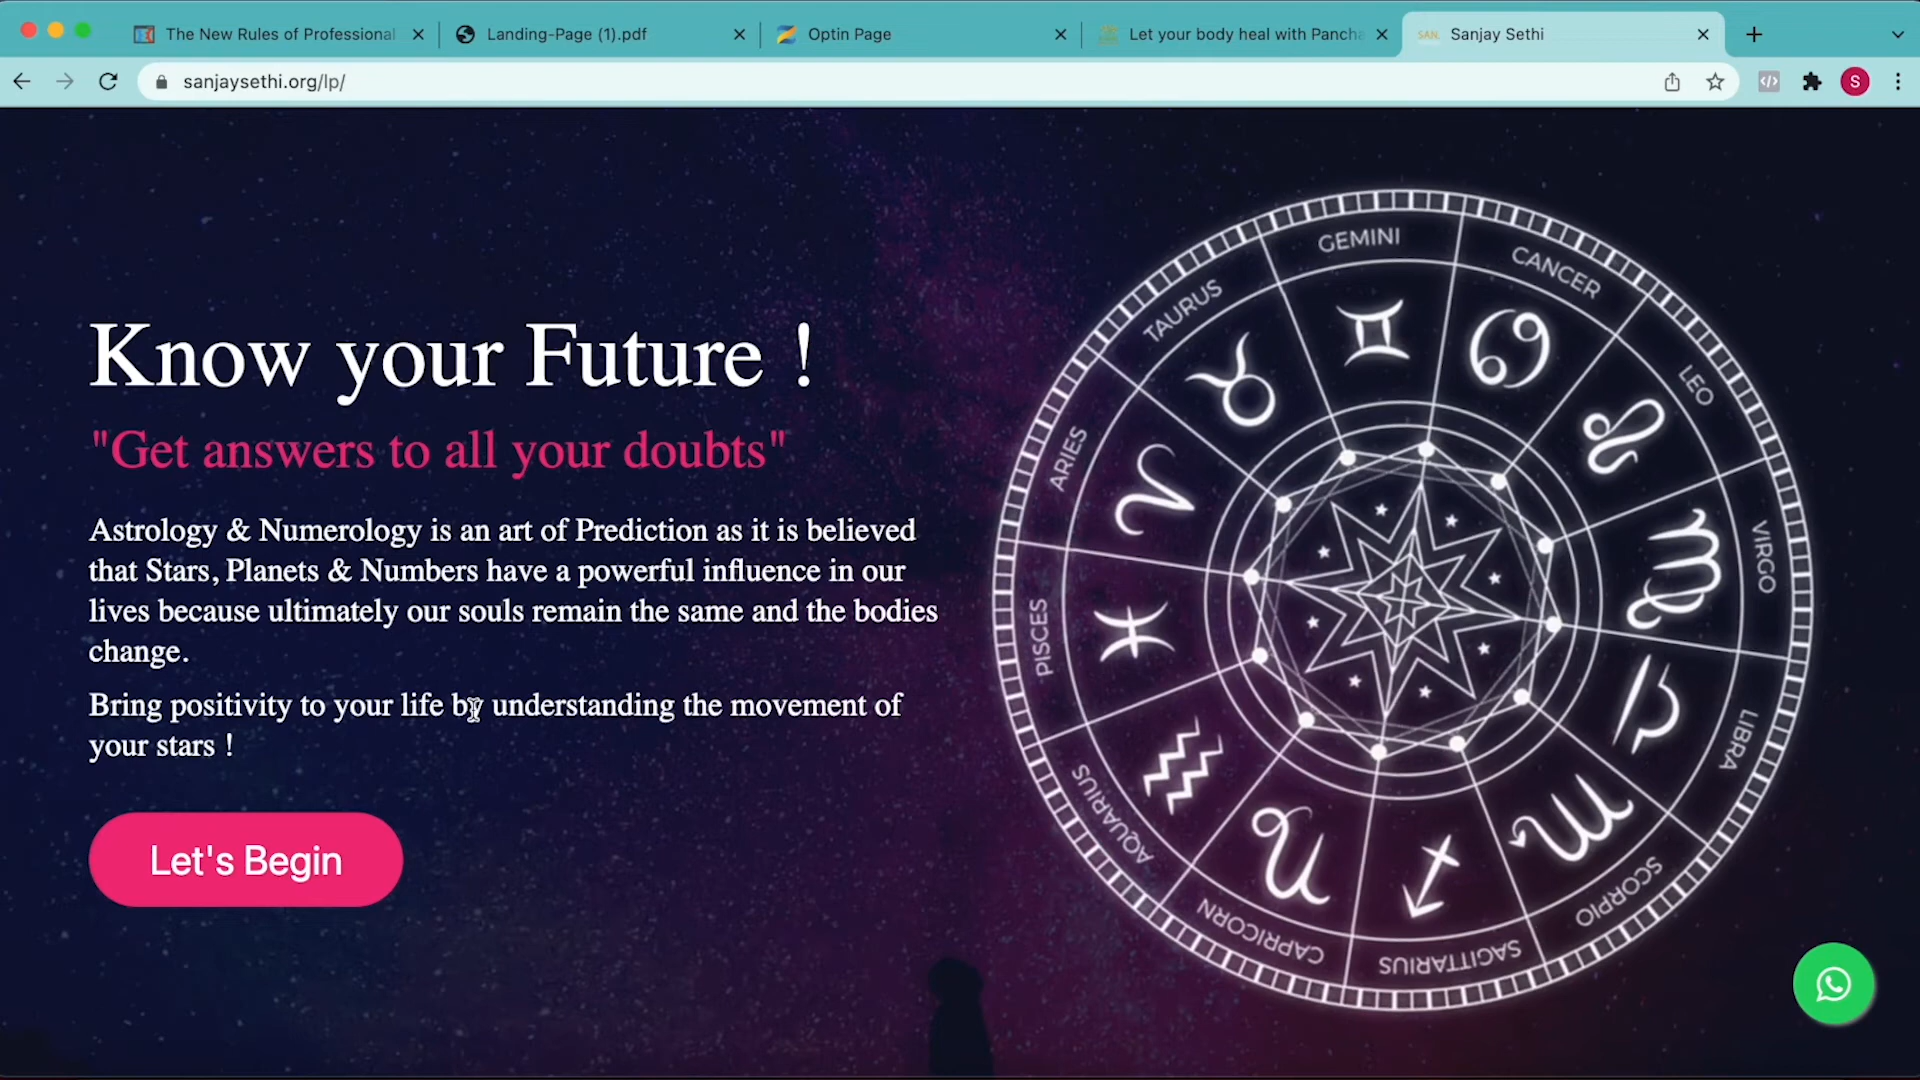 The New Rules of Professional
Landing-Page (1).pdf
Optin Page
Let your body heal with Pancha
SAN.
Sanjay Sethi
sanjaysethi.org/lp/
S
Know your Future !
"Get answers to all your doubts"
Astrology & Numerology is an art of Prediction as it is believed
that Stars, Planets & Numbers have a powerful influence in our
lives because ultimately our souls remain the same and the bodies
change.
Bring positivity to your life by understanding the movement of
your stars !
Let's Begin
GEMINI
CANCER
LEO
VIRGO
LIBRA
SCORPIO
SAGITTARIUS
CAPRICORN
AQUARIUS
PISCES
ARIES
TAURUS